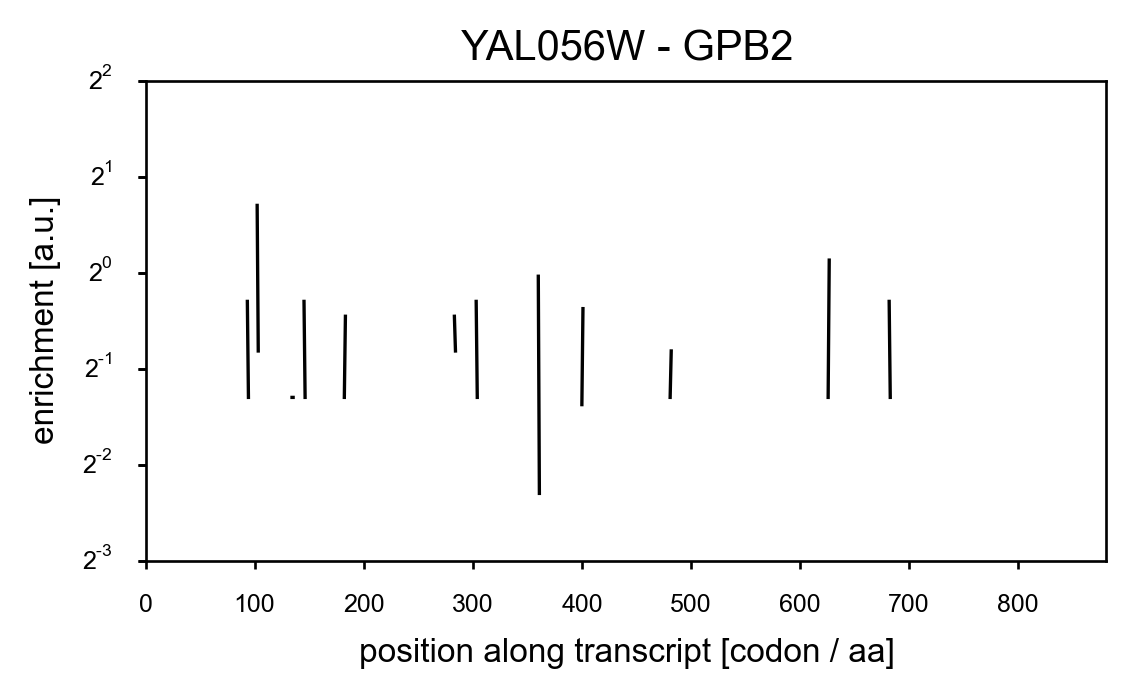 YAL056W - GPB2
enrichment [a.u.]
2^2
2^1
2^0
2^-1
2^-2
2^-3
0 100 200 300 400 500 600 700 800
position along transcript [codon / aa]